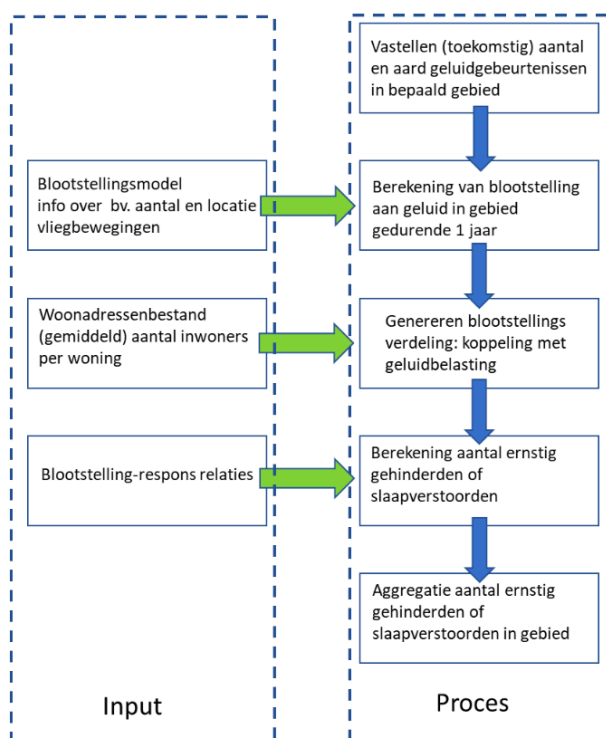 Vastellen (toekomstig) aantal
en aard geluidgebeurtenissen
in bepaald gebied
Blootstellingsmodel
info over bv. aantal en locatie
vliegbewegingen
Berekening van blootstelling
aan geluid in gebied
gedurende 1 jaar
Woonadressenbestand
(gemiddeld) aantal inwoners
per woning
Genereren blootstellings
verdeling: koppeling met
geluidbelasting
Blootstelling-respons relaties
Berekening aantal ernstig
gehinderden of
slaapverstoorden
Aggregatie aantal ernstig
gehinderden of
slaapverstoorden in gebied
Input
Proces